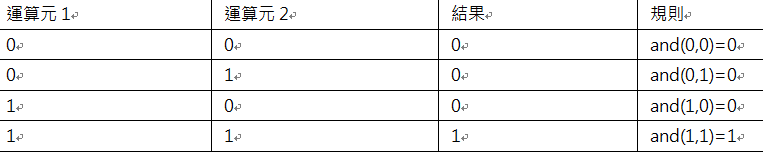 運算元 1 運算元 2 結果 規則
0 0 0 and(0,0)=0
0 1 0 and(0,1)=0
1 0 0 and(1,0)=0
1 1 1 and(1,1)=1